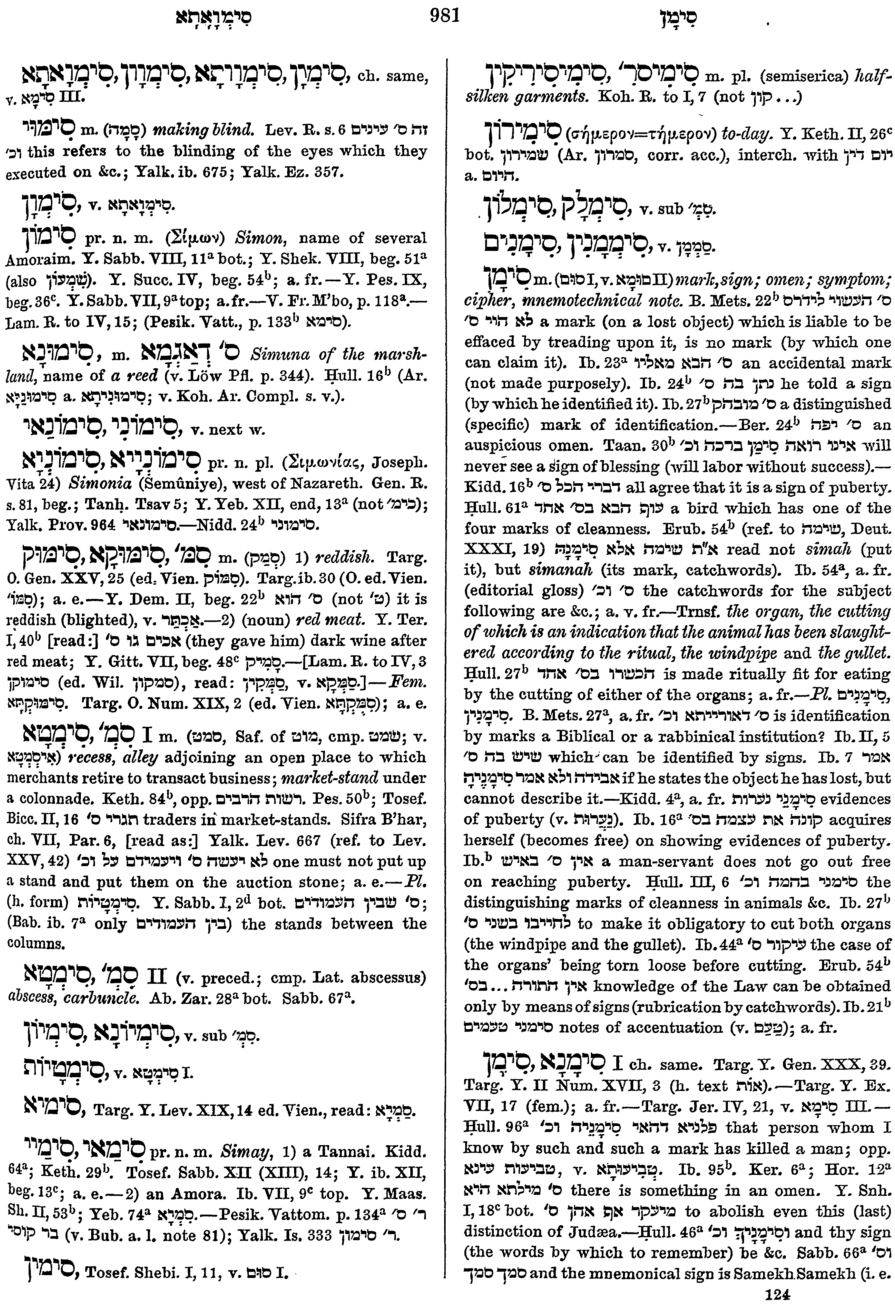 סִימְוָאָתָא 981 סִימָן
סִימְוָן, סִימְוָתָא, סִימָוָון, סִימְוָאתָא, ch. same,
v. סִימָא III.
סִימּוּי m. (סָמָה) making blind. Lev. R. s. 6 זה ס׳ עינים
וכ׳ this refers to the blinding of the eyes which they
executed on &c.; Yalk. ib. 675; Yalk. Ez. 357.
סִימְוָן, v. סִימְוָאתָא.
סִימוֹן pr. n. m. (Σίμων) Simon, name of several
Amoraim. Y. Sabb. VIII, 11ᵃ bot.; Y. Shek. VIII, beg. 51ᵃ
(also שִׁמְעוֹן). Y. Succ. IV, beg. 54ᵇ; a. fr.—Y. Pes. IX,
beg. 36ᶜ. Y. Sabb. VII, 9ᵃ top; a. fr.—V. Fr. M'bo, p. 118ᵃ.—
Lam. R. to IV, 15; (Pesik. Vatt., p. 133ᵇ סימא).
סִימוּנָא, m. ס׳ דְאַגְמָא Simuna of the marsh-
land, name of a reed (v. Löw Pfl. p. 344). Ḥull. 16ᵇ (Ar.
סִימוּנְיָא a. סִימוּנִיתָא; v. Koh. Ar. Compl. s. v.).
סִימוֹנִי, סִימוֹנַאי, v. next w.
סִימוֹנְיָיא, סִימוֹנְיָא pr. n. pl. (Σιμωνίας, Joseph.
Vita 24) Simonia (Semûniye), west of Nazareth. Gen. R.
s. 81, beg.; Tanḥ. Tsav 5; Y. Yeb. XII, end, 13ᵃ (not כימ׳);
Yalk. Prov. 964 סימונאי.—Nidd. 24ᵇ סימוני.
סִימוּק, סִימוּקָא, סִמּ׳ m. (סָמַק) 1) reddish. Targ.
O. Gen. XXV, 25 (ed. Vien. סִמּוֹק). Targ. ib. 30 (O. ed. Vien.
סִמּוֹ׳); a. e.—Y. Dem. II, beg. 22ᵇ ס׳ הוא (not ט׳) it is
reddish (blighted), v. אֲכָתַּר.—2) (noun) red meat. Y. Ter.
I, 40ᵇ [read:] אכים גו ס׳ (they gave him) dark wine after
red meat; Y. Gitt. VII, beg. 48ᶜ סָמֵיק.—[Lam. R. to IV, 3
סימוקן (ed. Wil. סמקון), read: סַמְקִין, v. סַמְקָא.]—Fem.
סִימוּקְתָא. Targ. O. Num. XIX, 2 (ed. Vien. סִמֻּקְתָא); a. e.
סִימְטָא, סִמְ׳ I m. (סמט, Saf. of מוט, cmp. שמט; v.
אִיסְמְטָא) recess, alley adjoining an open place to which
merchants retire to transact business; market-stand under
a colonnade. Keth. 84ᵇ, opp. רשות הרבים. Pes. 50ᵇ; Tosef.
Bicc. II, 16 תגרי ס׳ traders in market-stands. Sifra B'har,
ch. VII, Par. 6, [read as:] Yalk. Lev. 667 (ref. to Lev.
XXV, 42) לא יעשה ס׳ ויעמידם על וכ׳ one must not put up
a stand and put them on the auction stone; a. e.—Pl.
(h. form) סִימְטִיּוֹת. Y. Sabb. I, 2ᵈ bot. ס׳ שבין העמודים;
(Bab. ib. 7ᵃ only בין העמודים) the stands between the
columns.
סִימְטָא, סִמְ׳ II (v. preced.; cmp. Lat. abscessus)
abscess, carbuncle. Ab. Zar. 28ᵃ bot. Sabb. 67ᵃ.
סִימְיוֹנָא, סִימְיוֹן, v. sub סִמְ׳.
סִימְטִיוֹת, v. סִימְטָא I.
סִימִיא, Targ. Y. Lev. XIX, 14 ed. Vien., read: סַמְיָא.
סִימַאי, סִימַיי pr. n. m. Simay, 1) a Tannai. Kidd.
64ᵃ; Keth. 29ᵇ. Tosef. Sabb. XII (XIII), 14; Y. ib. XII,
beg. 13ᶜ; a. e.—2) an Amora. Ib. VII, 9ᶜ top. Y. Maas.
Sh. II, 53ᵇ; Yeb. 74ᵃ סִימָיא.—Pesik. Vattom. p. 134ᵃ ר׳ ס׳
בר קוסי (v. Bub. a. l. note 81); Yalk. Is. 333 ר׳ סימון.
סִימִין, Tosef. Shebi. I, 11, v. סום I.
סִימִיסִרִיקִין, סִימִיסְר׳ m. pl. (semiserica) half-
silken garments. Koh. R. to I, 7 (not קון...)
סִימִירוֹן (σήμερον=τήμερον) to-day. Y. Keth. II, 26ᶜ
bot. שמירון (Ar. סמרון, corr. acc.), interch. with יום דין
a. היום.
סִימְלָק, סִימְלוֹן, v. sub סִמְ׳.
סִימָמָנִין, סִימְמָנִים, v. סַמָּמָן.
סִימָן m. (סום I, v. סומא II) mark, sign; omen; symptom;
cipher, mnemotechnical note. B. Mets. 22ᵇ ס׳ העשוי לידרס
לא הוי ס׳ a mark (on a lost object) which is liable to be
effaced by treading upon it, is no mark (by which one
can claim it). Ib. 23ᵃ ס׳ הבא מאליו an accidental mark
(not made purposely). Ib. 24ᵇ נתן בה ס׳ he told a sign
(by which he identified it). Ib. 27ᵇ ס׳ מובהק a distinguished
(specific) mark of identification.—Ber. 24ᵇ ס׳ יפה an
auspicious omen. Taan. 30ᵇ אינו רואה סימן ברכה וכ׳ will
never see a sign of blessing (will labor without success).—
Kidd. 16ᵇ דברי הכל ס׳ all agree that it is a sign of puberty.
Ḥull. 61ᵃ עוף הבא בס׳ אחד a bird which has one of the
four marks of cleanness. Erub. 54ᵇ (ref. to שימה, Deut.
XXXI, 19) א״ת שימה אלא סִימָנָהּ read not simah (put
it), but simanah (its mark, catchwords). Ib. 54ᵃ, a. fr.
(editorial gloss) ס׳ וכ׳ the catchwords for the subject
following are &c.; a. v. fr.—Trnsf. the organ, the cutting
of which is an indication that the animal has been slaught-
ered according to the ritual, the windpipe and the gullet.
Ḥull. 27ᵇ הכשרו בס׳ אחד is made ritually fit for eating
by the cutting of either of the organs; a. fr.—Pl. סִימָנִים,
סִימָנִין. B. Mets. 27ᵃ, a. fr. ס׳ דאורייתא וכ׳ is identification
by marks a Biblical or a rabbinical institution? Ib. II, 5
שיש בה ס׳ which can be identified by signs. Ib. 7 אמר
אבידה ולא אמר סִימָנֶיהָ if he states the object he has lost, but
cannot describe it.—Kidd. 4ᵃ, a. fr. סִימָנֵי נערות evidences
of puberty (v. נַעֲרוּת). Ib. 16ᵃ קונה את עצמה בס׳ acquires
herself (becomes free) on showing evidences of puberty.
Ib.ᵇ אין ס׳ באיש a man-servant does not go out free
on reaching puberty. Ḥull. III, 6 סימני בהמה וכ׳ the
distinguishing marks of cleanness in animals &c. Ib. 27ᵇ
לחייבו בשני ס׳ to make it obligatory to cut both organs
(the windpipe and the gullet). Ib. 44ᵃ עיקור ס׳ the case of
the organs' being torn loose before cutting. Erub. 54ᵇ
אין התורה...בס׳ knowledge of the Law can be obtained
only by means of signs (rubrication by catchwords). Ib. 21ᵇ
סימני טעמים notes of accentuation (v. טַעַם); a. fr.
סִימָנָא, סִימָן I ch. same. Targ. Y. Gen. XXX, 39.
Targ. Y. II Num. XVII, 3 (h. text אות).—Targ. Y. Ex.
VII, 17 (fem.); a. fr.—Targ. Jer. IV, 21, v. סִימָא III.—
Ḥull. 96ᵃ פלניא דהאי סִימָנֵיהּ וכ׳ that person whom I
know by such and such a mark has killed a man; opp.
טביעות עינא, v. טְבִיעוּתָא. Ib. 95ᵇ. Ker. 6ᵃ; Hor. 12ᵃ
ס׳ מילתא היא there is something in an omen. Y. Snh.
I, 18ᶜ bot. מיעקר אף אהן ס׳ to abolish even this (last)
distinction of Judæa.—Ḥull. 46ᵃ וְסִימָנֵיךְ וכ׳ and thy sign
(the words by which to remember) be &c. Sabb. 66ᵃ וס׳
סמך סמך and the mnemonical sign is Samekh Samekh (i. e.
124